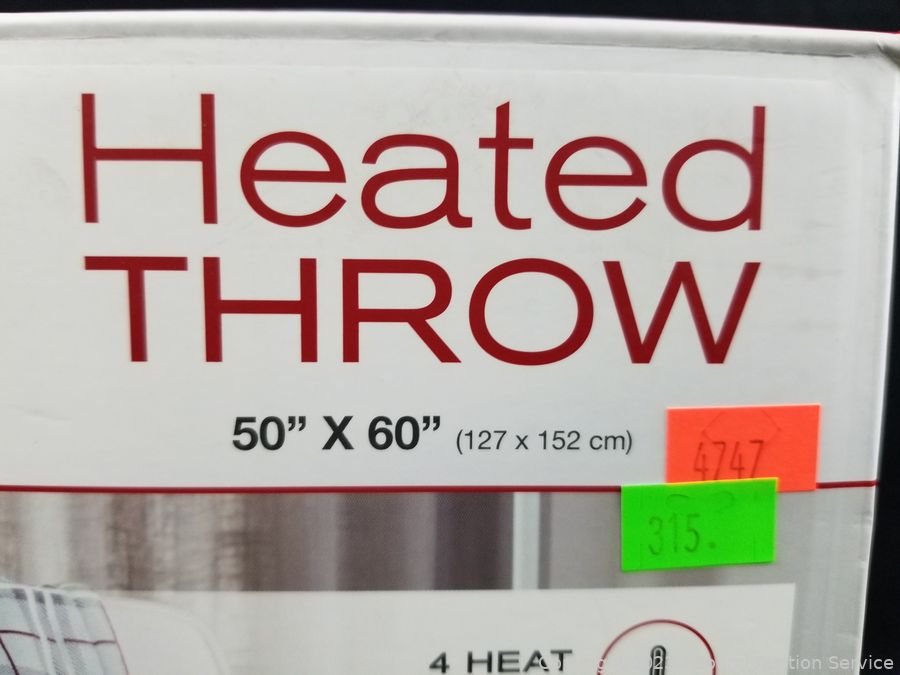 Heated
THROW
50” X 60” (127 x 152 cm)
4747
315.
4 HEAT